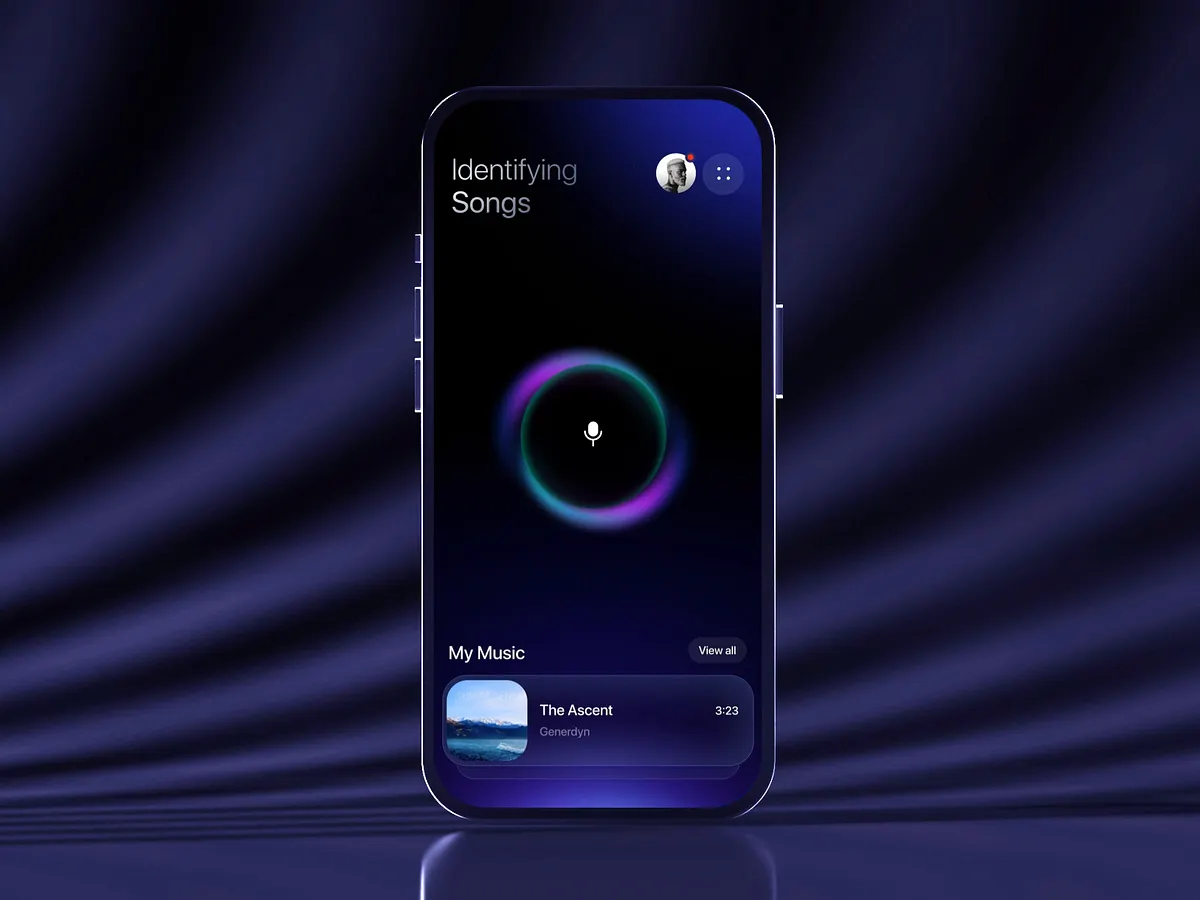 Identifying
Songs
My Music
View all
The Ascent
3:23
Generdyn